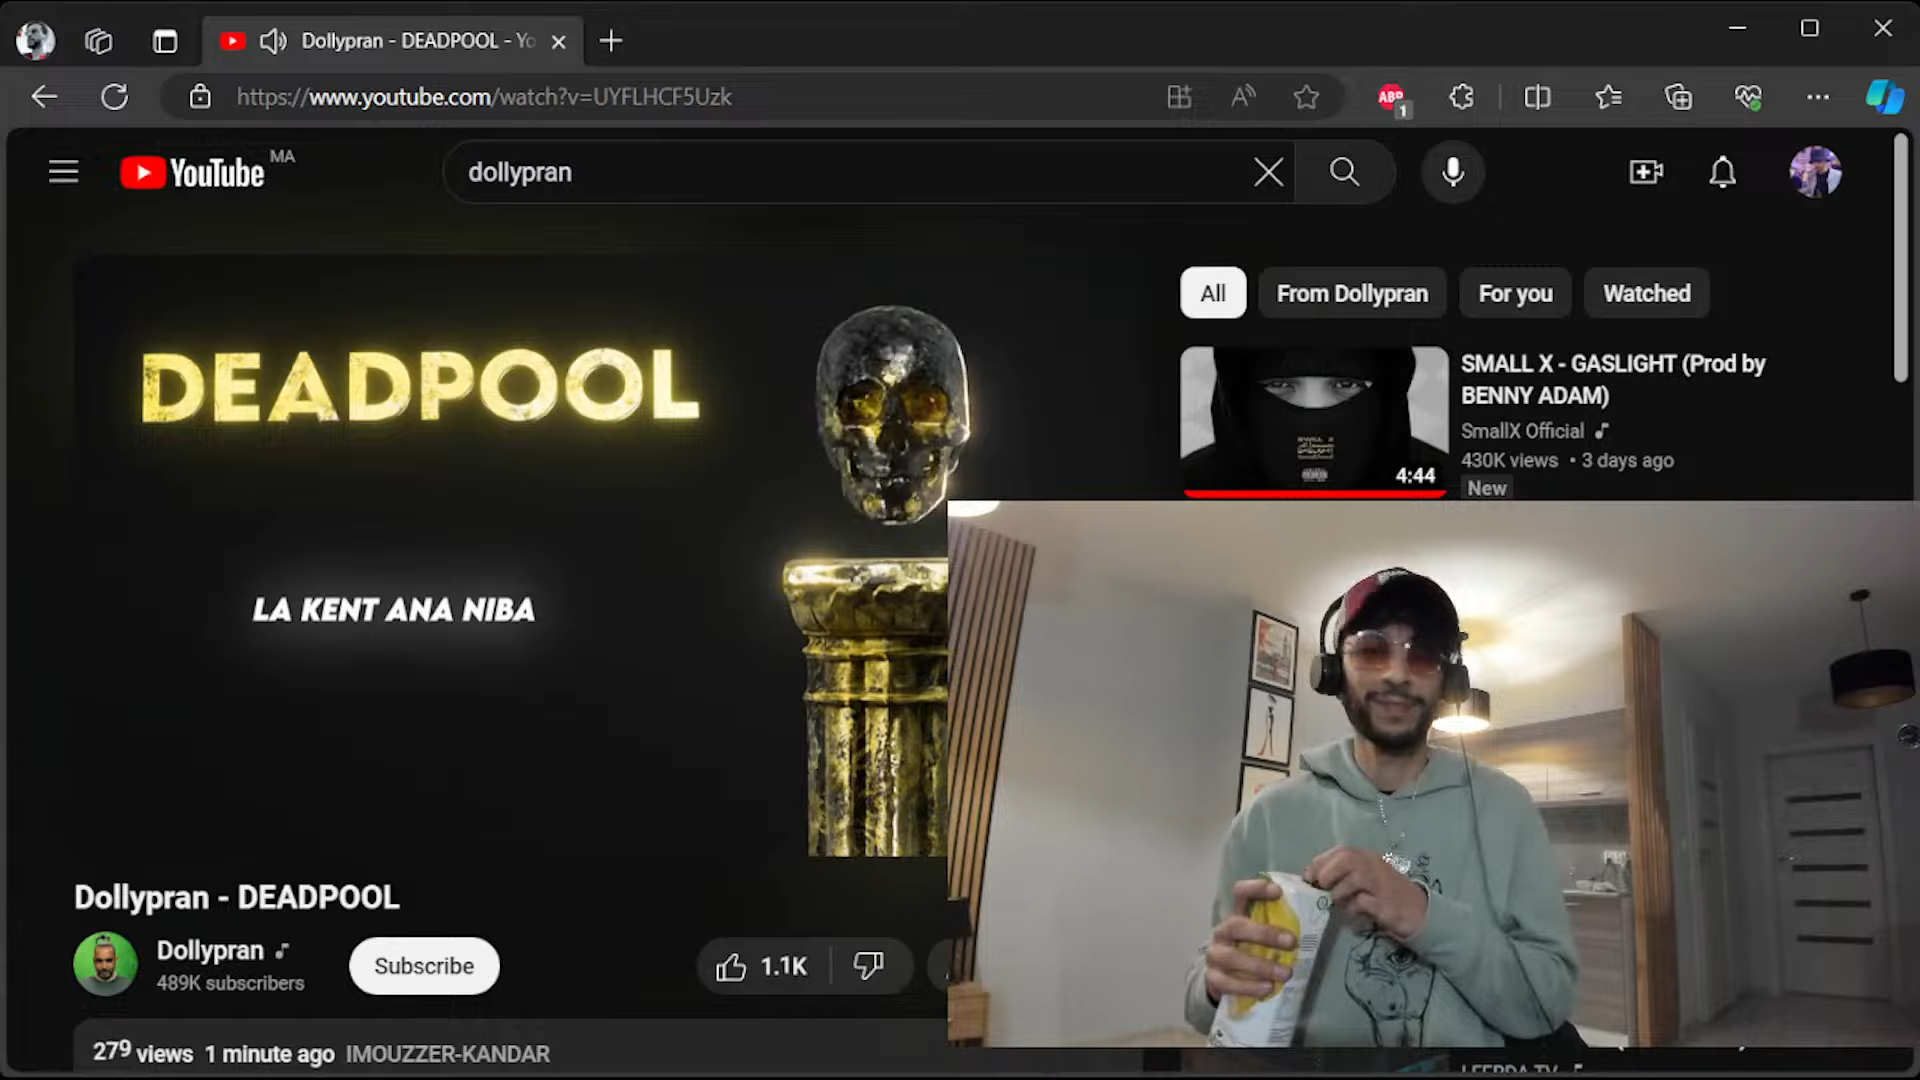 Dollypran - DEADPOOL - Yo
https://www.youtube.com/watch?v=UYFLHCF5Uzk
ABP
1
YouTube MA
dollypran
DEADPOOL
LA KENT ANA NIBA
All
From Dollypran
For you
Watched
SMALL X - GASLIGHT (Prod by
BENNY ADAM)
SmallX Official
430K views • 3 days ago
New
4:44
Dollypran - DEADPOOL
Dollypran
489K subscribers
Subscribe
1.1K
279 views 1 minute ago IMOUZZER-KANDAR